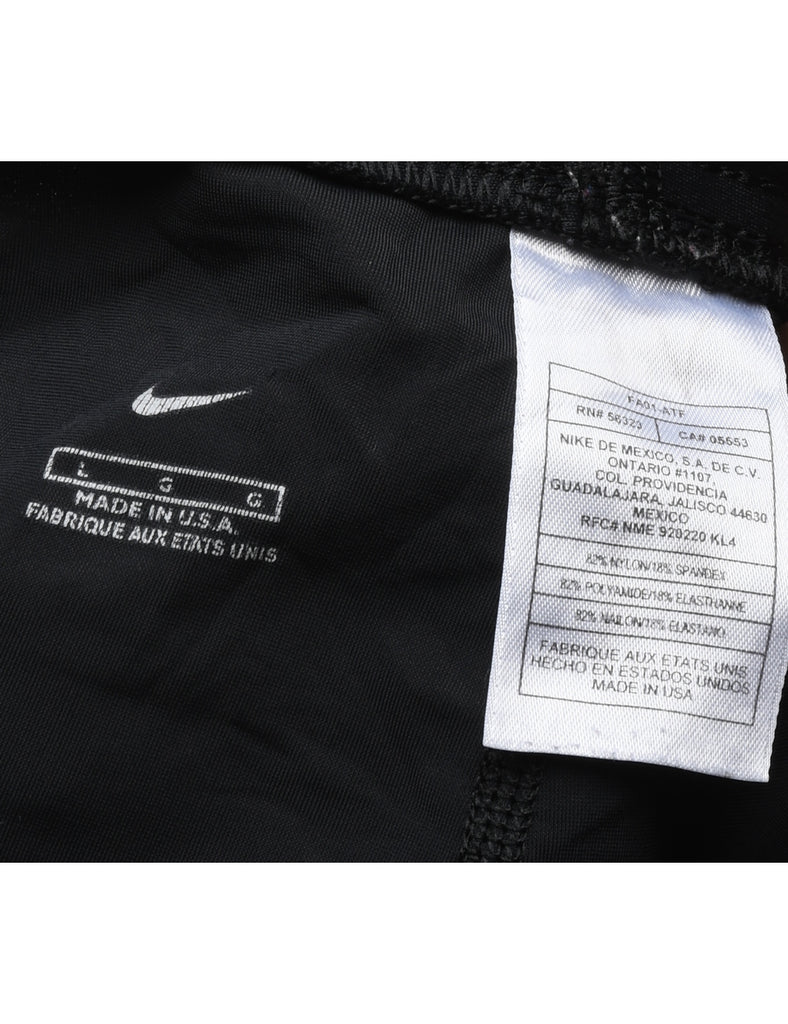 L G G
MADE IN U.S.A.
FABRIQUE AUX ETATS UNIS
FA01-ATF
RN# 56323 CA# 05553
NIKE DE MEXICO, S.A. DE C.V.
ONTARIO #1107,
COL. PROVIDENCIA
GUADALAJARA, JALISCO 44630
MEXICO
RFC# NME 920220 KL4
82% NYLON/18% SPANDEX
82% POLYAMIDE/18% ELASTHANNE
82% NAILON/18% ELASTANO
FABRIQUE AUX ETATS UNIS
HECHO EN ESTADOS UNIDOS
MADE IN USA